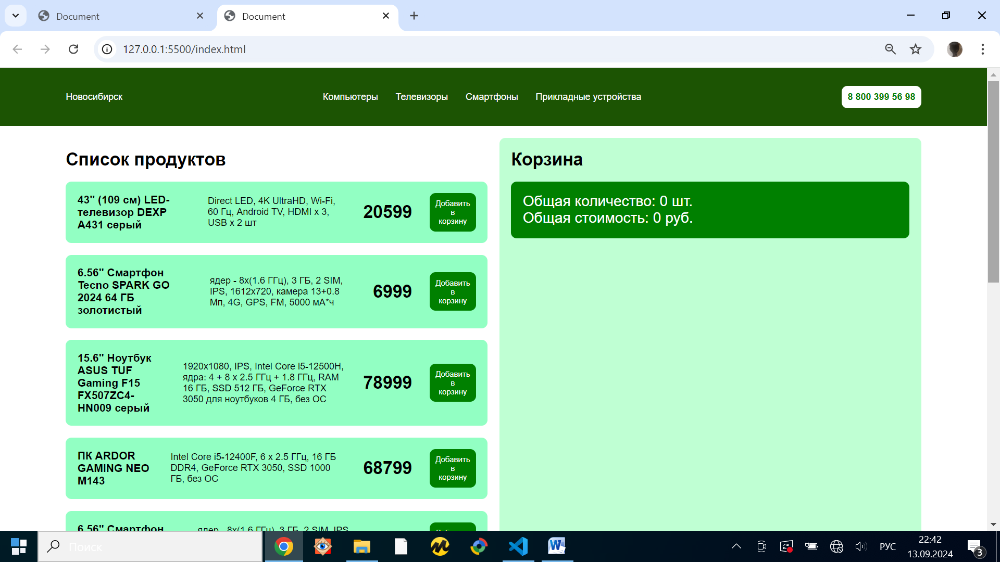 Document
Document
127.0.0.1:5500/index.html
Новосибирск
Компьютеры
Телевизоры
Смартфоны
Прикладные устройства
8 800 399 56 98
Список продуктов
43" (109 см) LED-
телевизор DEXP
A431 серый
Direct LED, 4K UltraHD, Wi-Fi,
60 Гц, Android TV, HDMI x 3,
USB x 2 шт
20599
Добавить
в
корзину
6.56" Смартфон
Tecno SPARK GO
2024 64 ГБ
золотистый
ядер - 8x(1.6 ГГц), 3 ГБ, 2 SIM,
IPS, 1612x720, камера 13+0.8
Мп, 4G, GPS, FM, 5000 мА*ч
6999
Добавить
в
корзину
15.6" Ноутбук
ASUS TUF
Gaming F15
FX507ZC4-
HN009 серый
1920x1080, IPS, Intel Core i5-12500H,
ядра: 4 + 8 х 2.5 ГГц + 1.8 ГГц, RAM
16 ГБ, SSD 512 ГБ, GeForce RTX
3050 для ноутбуков 4 ГБ, без ОС
78999
Добавить
в
корзину
ПК ARDOR
GAMING NEO
M143
Intel Core i5-12400F, 6 x 2.5 ГГц, 16 ГБ
DDR4, GeForce RTX 3050, SSD 1000
ГБ, без ОС
68799
Добавить
в
корзину
6.56" Смартфон
ядер - 8x(1.6 ГГц), 3 ГБ, 2 SIM, IPS,
Корзина
Общая количество: 0 шт.
Общая стоимость: 0 руб.
Поиск
РУС
22:42
13.09.2024
3